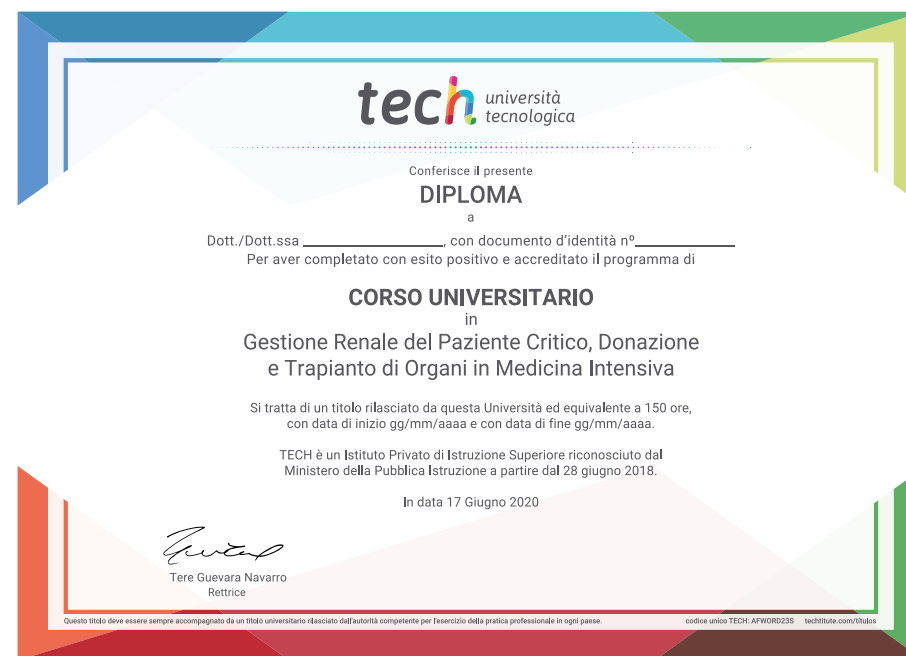 tech università
tecnologica
Conferisce il presente
DIPLOMA
a
Dott./Dott.ssa ____________, con documento d'identità nº_________
Per aver completato con esito positivo e accreditato il programma di
CORSO UNIVERSITARIO
in
Gestione Renale del Paziente Critico, Donazione
e Trapianto di Organi in Medicina Intensiva
Si tratta di un titolo rilasciato da questa Università ed equivalente a 150 ore,
con data di inizio gg/mm/aaaa e con data di fine gg/mm/aaaa.
TECH è un Istituto Privato di Istruzione Superiore riconosciuto dal
Ministero della Pubblica Istruzione a partire dal 28 giugno 2018.
In data 17 Giugno 2020
Tere Guevara Navarro
Rettrice
Questo titolo deve essere sempre accompagnato da un titolo universitario rilasciato dall'autorità competente per l'esercizio della pratica professionale in ogni paese. codice unico TECH: AFWORD23S techtitute.com/titulos